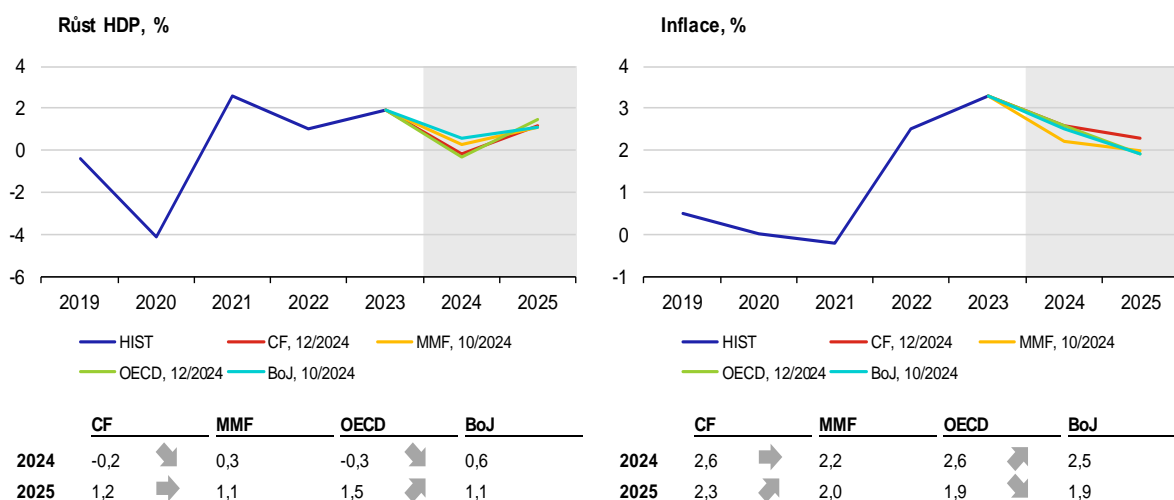 Růst HDP, %
4
2
0
-2
-4
-6
2019 2020 2021 2022 2023 2024 2025
HIST CF, 12/2024 MMF, 10/2024
OECD, 12/2024 BoJ, 10/2024
CF MMF OECD BoJ
2024 -0,2 0,3 -0,3 0,6
2025 1,2 1,1 1,5 1,1
Inflace, %
4
3
2
1
0
-1
2019 2020 2021 2022 2023 2024 2025
HIST CF, 12/2024 MMF, 10/2024
OECD, 12/2024 BoJ, 10/2024
CF MMF OECD BoJ
2024 2,6 2,2 2,6 2,5
2025 2,3 2,0 1,9 1,9